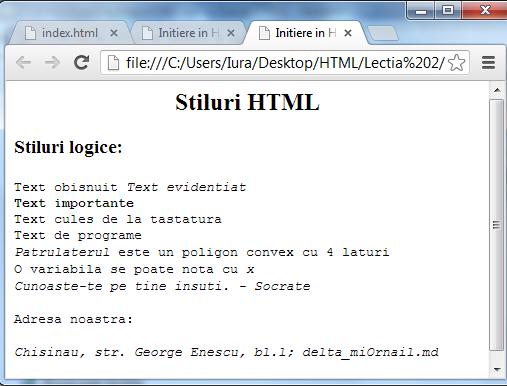 index.html
Initiere in H
Initiere in H
file:///C:/Users/Iura/Desktop/HTML/Lectia%202/
Stiluri HTML
Stiluri logice:
Text obisnuit Text evidentiat
Text importante
Text cules de la tastatura
Text de programe
Patrulaterul este un poligon convex cu 4 laturi
O variabila se poate nota cu x
Cunoaste-te pe tine insuti. - Socrate
Adresa noastra:
Chisinau, str. George Enescu, bl.1; delta_miOrnail.md